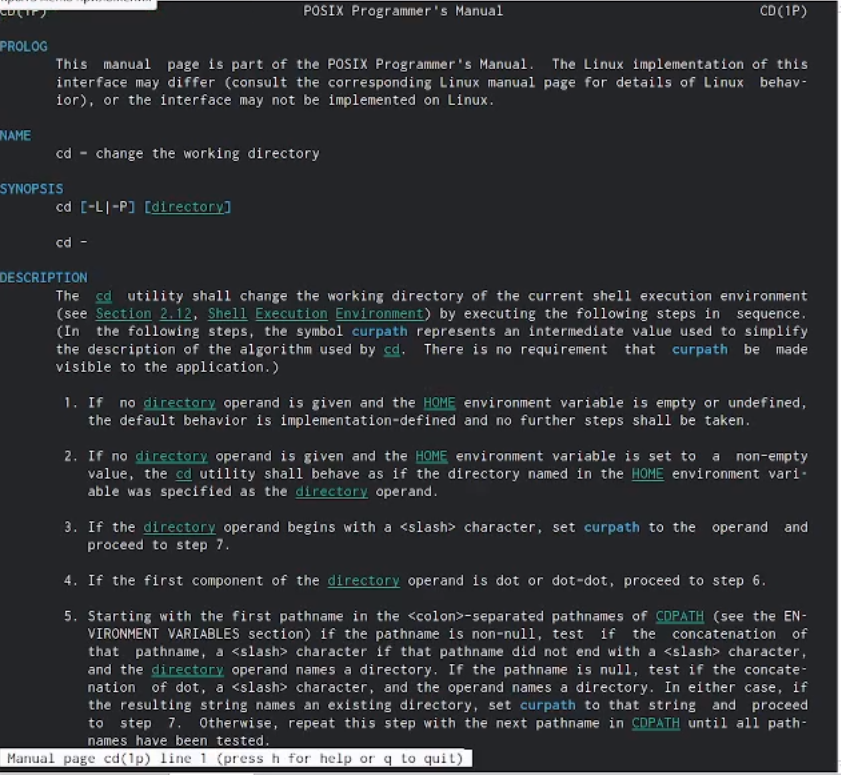 CD(1P) POSIX Programmer's Manual CD(1P)
PROLOG
This manual page is part of the POSIX Programmer's Manual. The Linux implementation of this
interface may differ (consult the corresponding Linux manual page for details of Linux behav-
ior), or the interface may not be implemented on Linux.
NAME
cd - change the working directory
SYNOPSIS
cd [-L|-P] [directory]
cd -
DESCRIPTION
The cd utility shall change the working directory of the current shell execution environment
(see Section 2.12, Shell Execution Environment) by executing the following steps in sequence.
(In the following steps, the symbol curpath represents an intermediate value used to simplify
the description of the algorithm used by cd. There is no requirement that curpath be made
visible to the application.)
1. If no directory operand is given and the HOME environment variable is empty or undefined,
the default behavior is implementation-defined and no further steps shall be taken.
2. If no directory operand is given and the HOME environment variable is set to a non-empty
value, the cd utility shall behave as if the directory named in the HOME environment vari-
able was specified as the directory operand.
3. If the directory operand begins with a <slash> character, set curpath to the operand and
proceed to step 7.
4. If the first component of the directory operand is dot or dot-dot, proceed to step 6.
5. Starting with the first pathname in the <colon>-separated pathnames of CDPATH (see the EN-
VIRONMENT VARIABLES section) if the pathname is non-null, test if the concatenation of
that pathname, a <slash> character if that pathname did not end with a <slash> character,
and the directory operand names a directory. If the pathname is null, test if the concate-
nation of dot, a <slash> character, and the operand names a directory. In either case, if
the resulting string names an existing directory, set curpath to that string and proceed
to step 7. Otherwise, repeat this step with the next pathname in CDPATH until all path-
names have been tested.
Manual page cd(1p) line 1 (press h for help or q to quit)